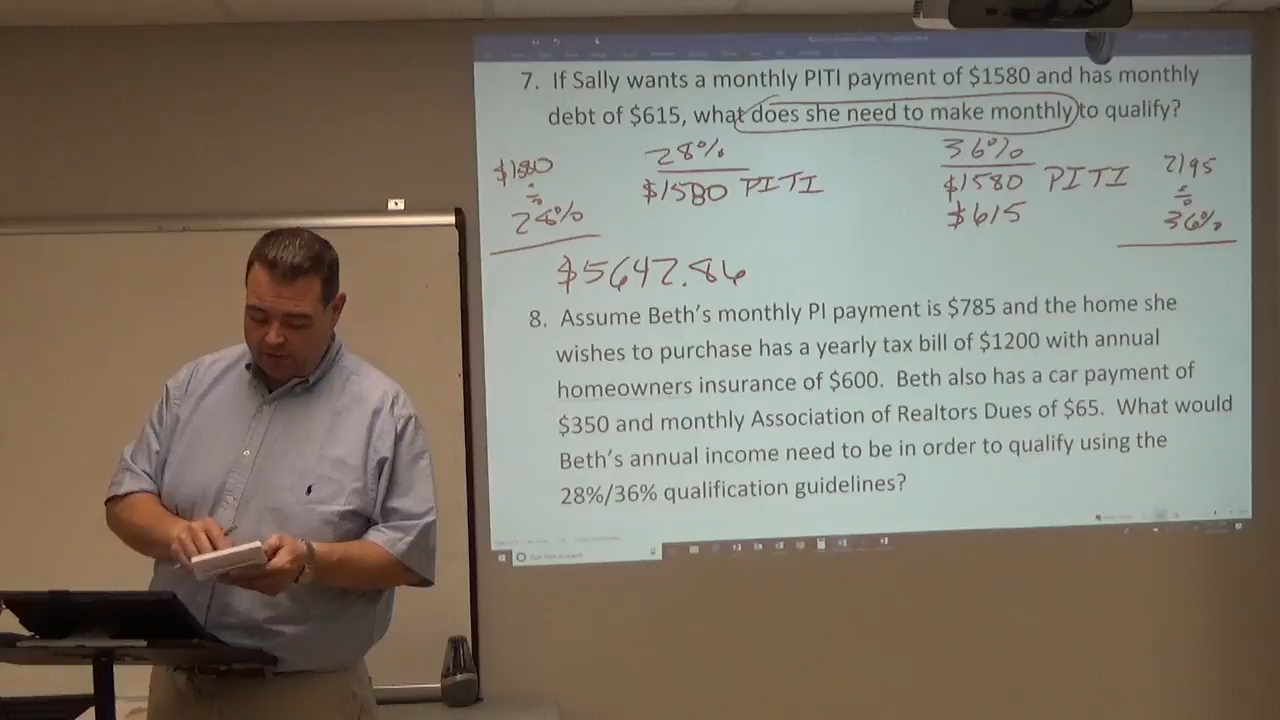 7. If Sally wants a monthly PITI payment of $1580 and has monthly
debt of $615, what does she need to make monthly to qualify?
28%
36%
$1580
$1580 PITI
$1580 PITI
2195
÷
÷
28%
$615
36%
$5642.86
8. Assume Beth's monthly PI payment is $785 and the home she
wishes to purchase has a yearly tax bill of $1200 with annual
homeowners insurance of $600. Beth also has a car payment of
$350 and monthly Association of Realtors Dues of $65. What would
Beth's annual income need to be in order to qualify using the
28%/36% qualification guidelines?